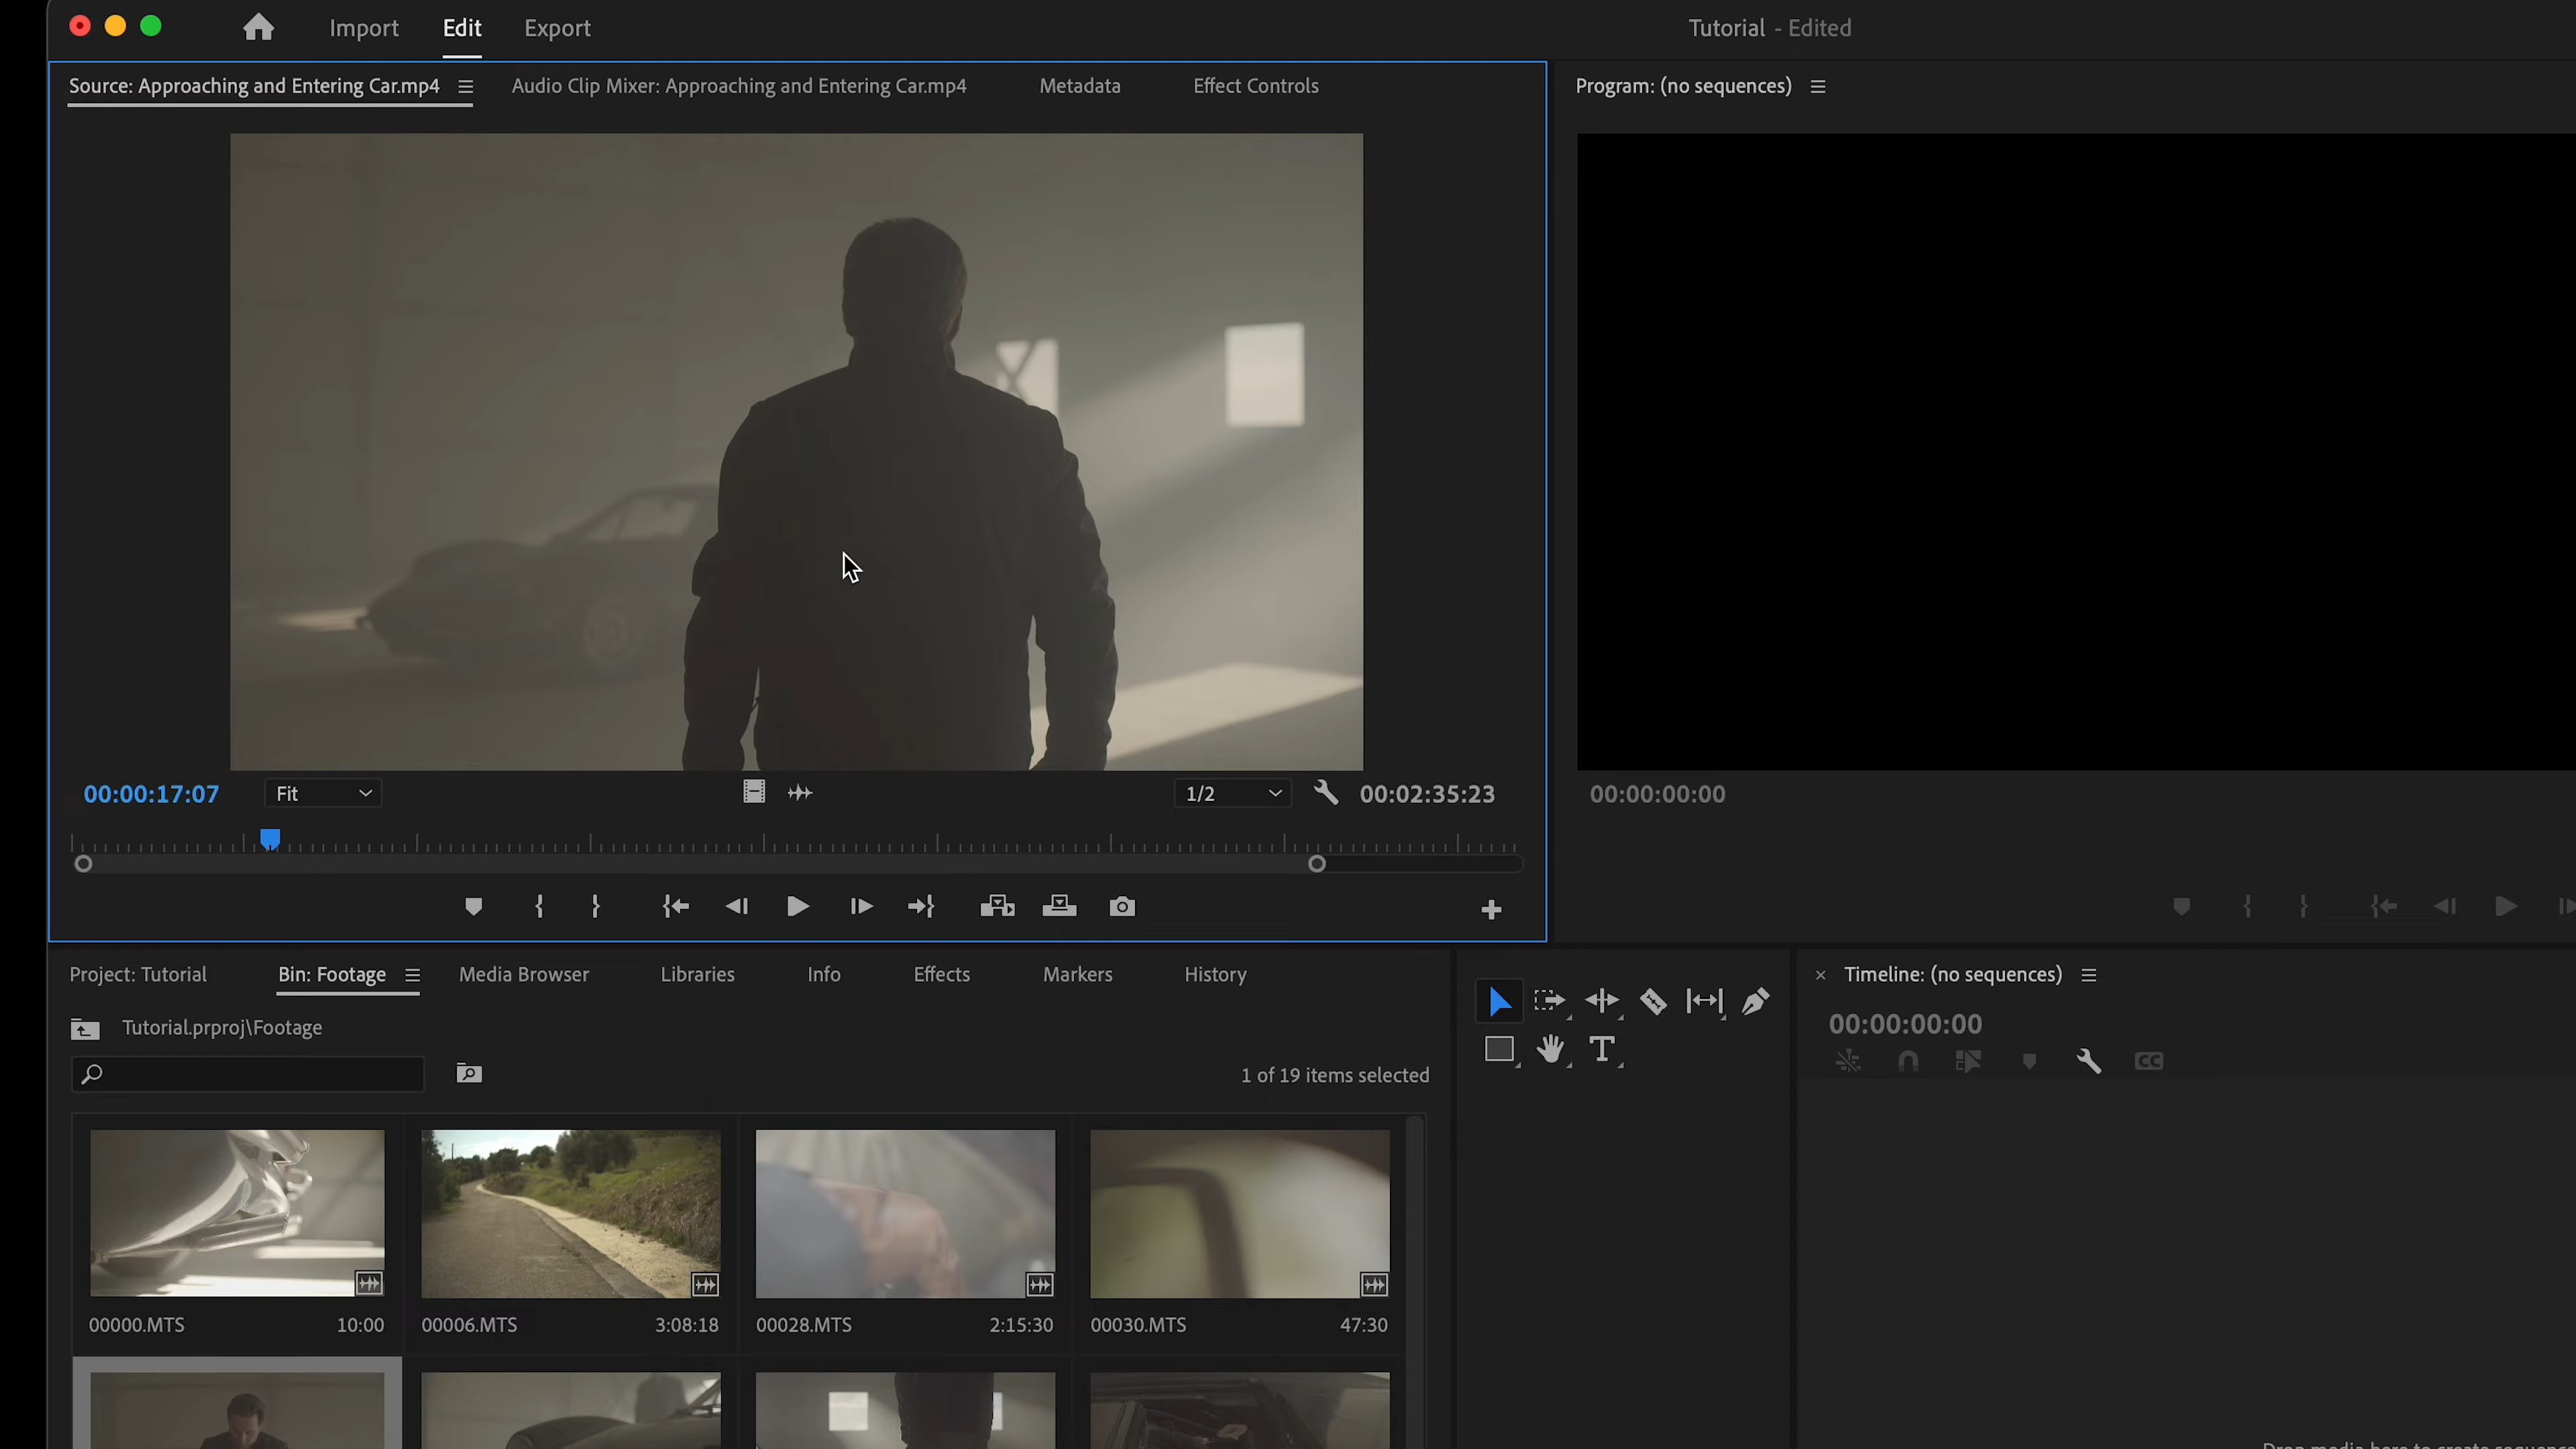 Import Edit Export Tutorial - Edited
Source: Approaching and Entering Car.mp4 Audio Clip Mixer: Approaching and Entering Car.mp4 Metadata Effect Controls Program: (no sequences)
00:00:17:07 Fit 1/2 00:02:35:23 00:00:00:00
Project: Tutorial Bin: Footage Media Browser Libraries Info Effects Markers History
Timeline: (no sequences)
Tutorial.prproj\Footage
00:00:00:00
CC
1 of 19 items selected
00000.MTS 10:00 00006.MTS 3:08:18 00028.MTS 2:15:30 00030.MTS 47:30